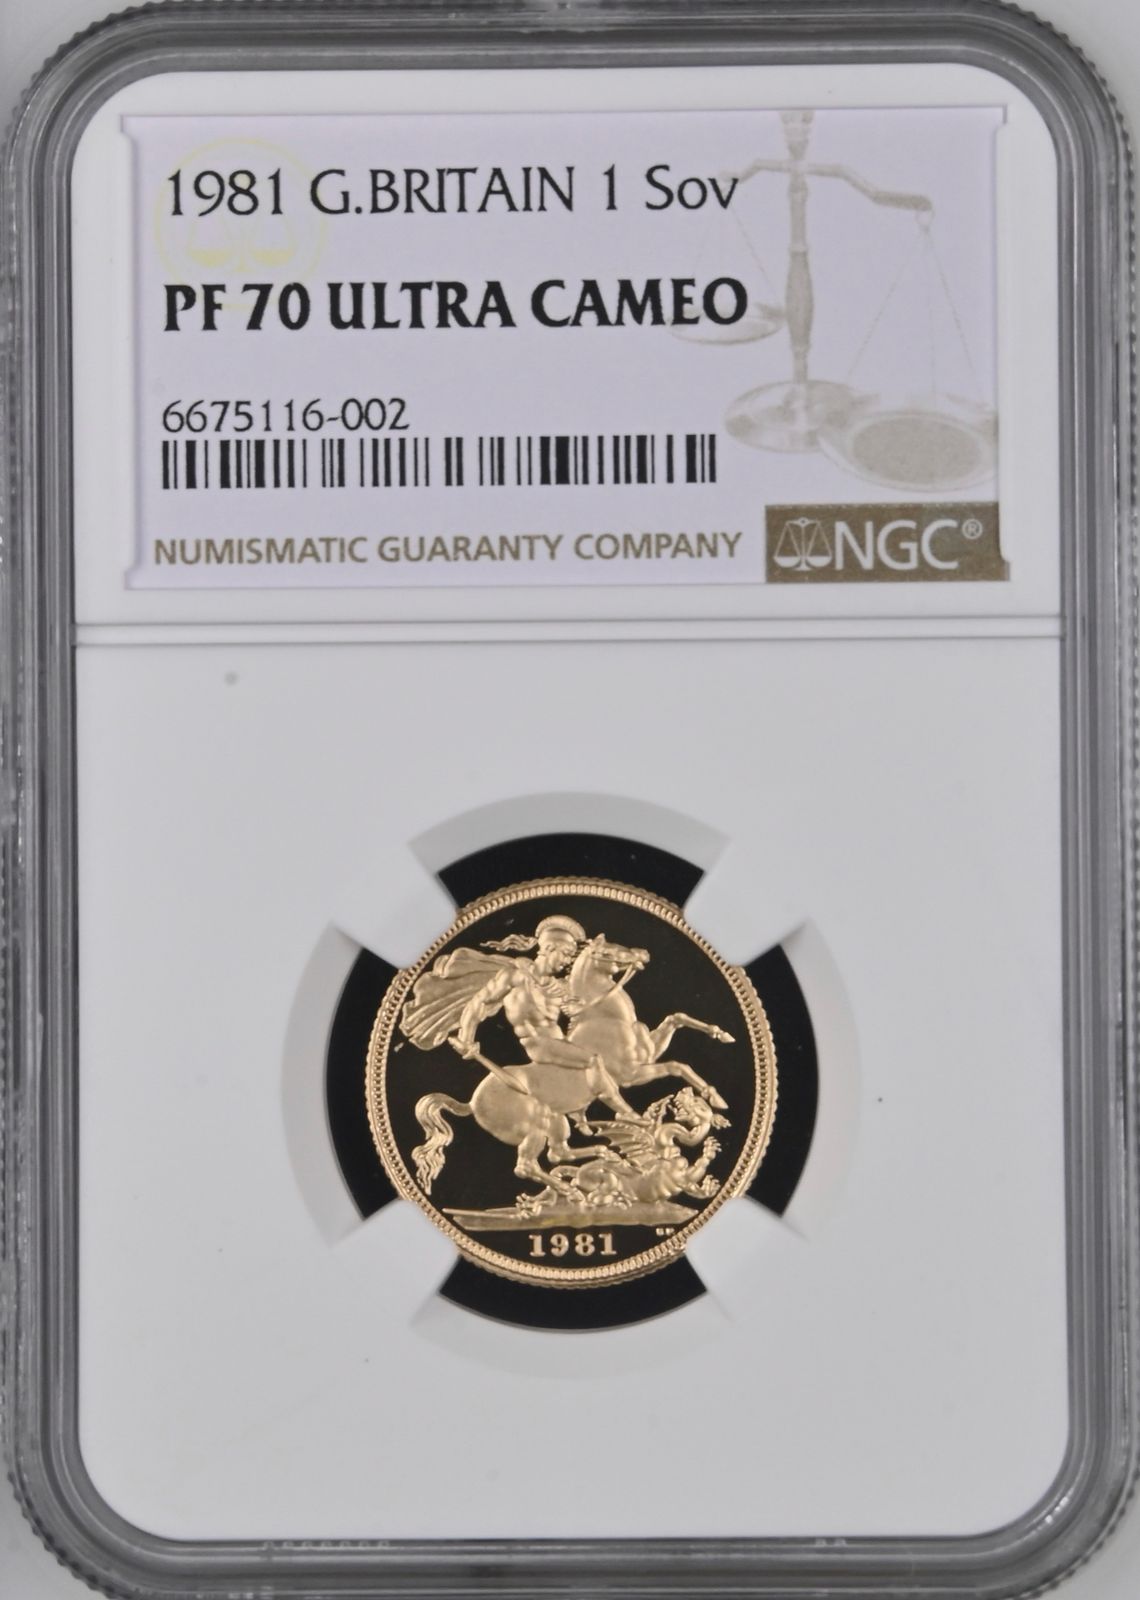 1981 G.BRITAIN 1 Sov
PF 70 ULTRA CAMEO
6675116-002
NUMISMATIC GUARANTY COMPANY
NGC®
1981